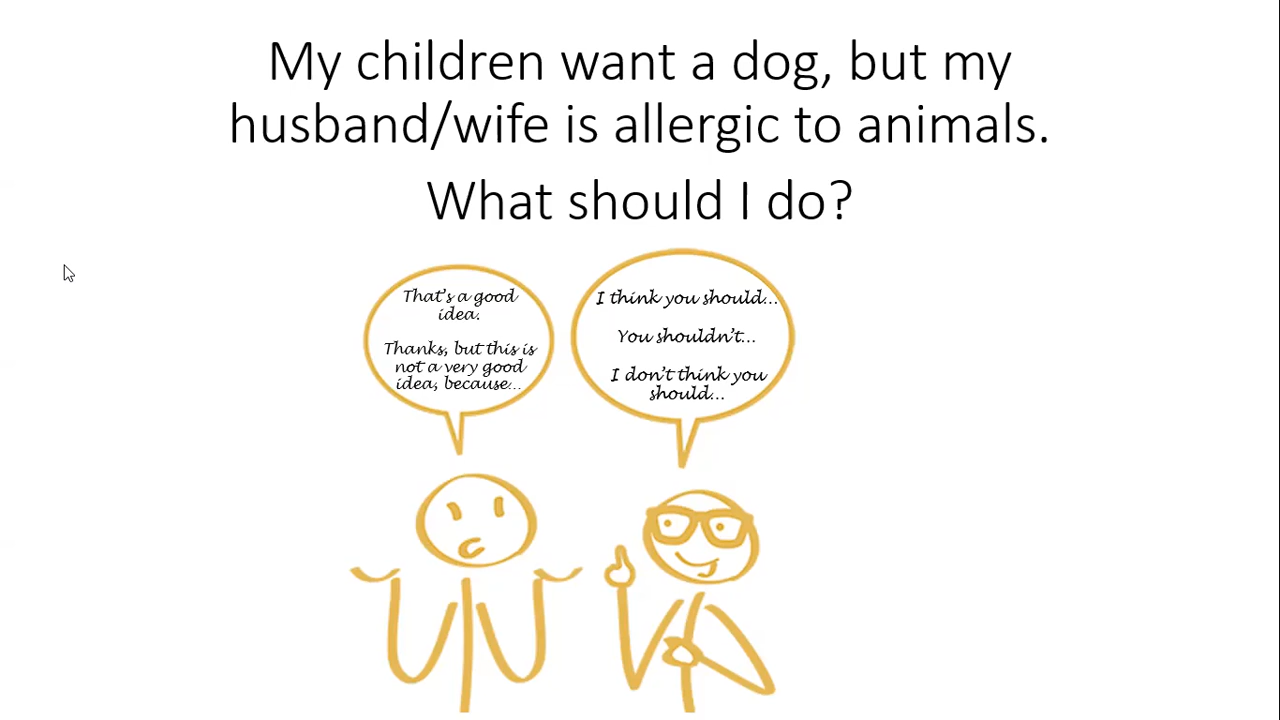 My children want a dog, but my
husband/wife is allergic to animals.
What should I do?
That's a good
idea.
Thanks, but this is
not a very good
idea, because...
I think you should...
You shouldn't...
I don't think you
should...